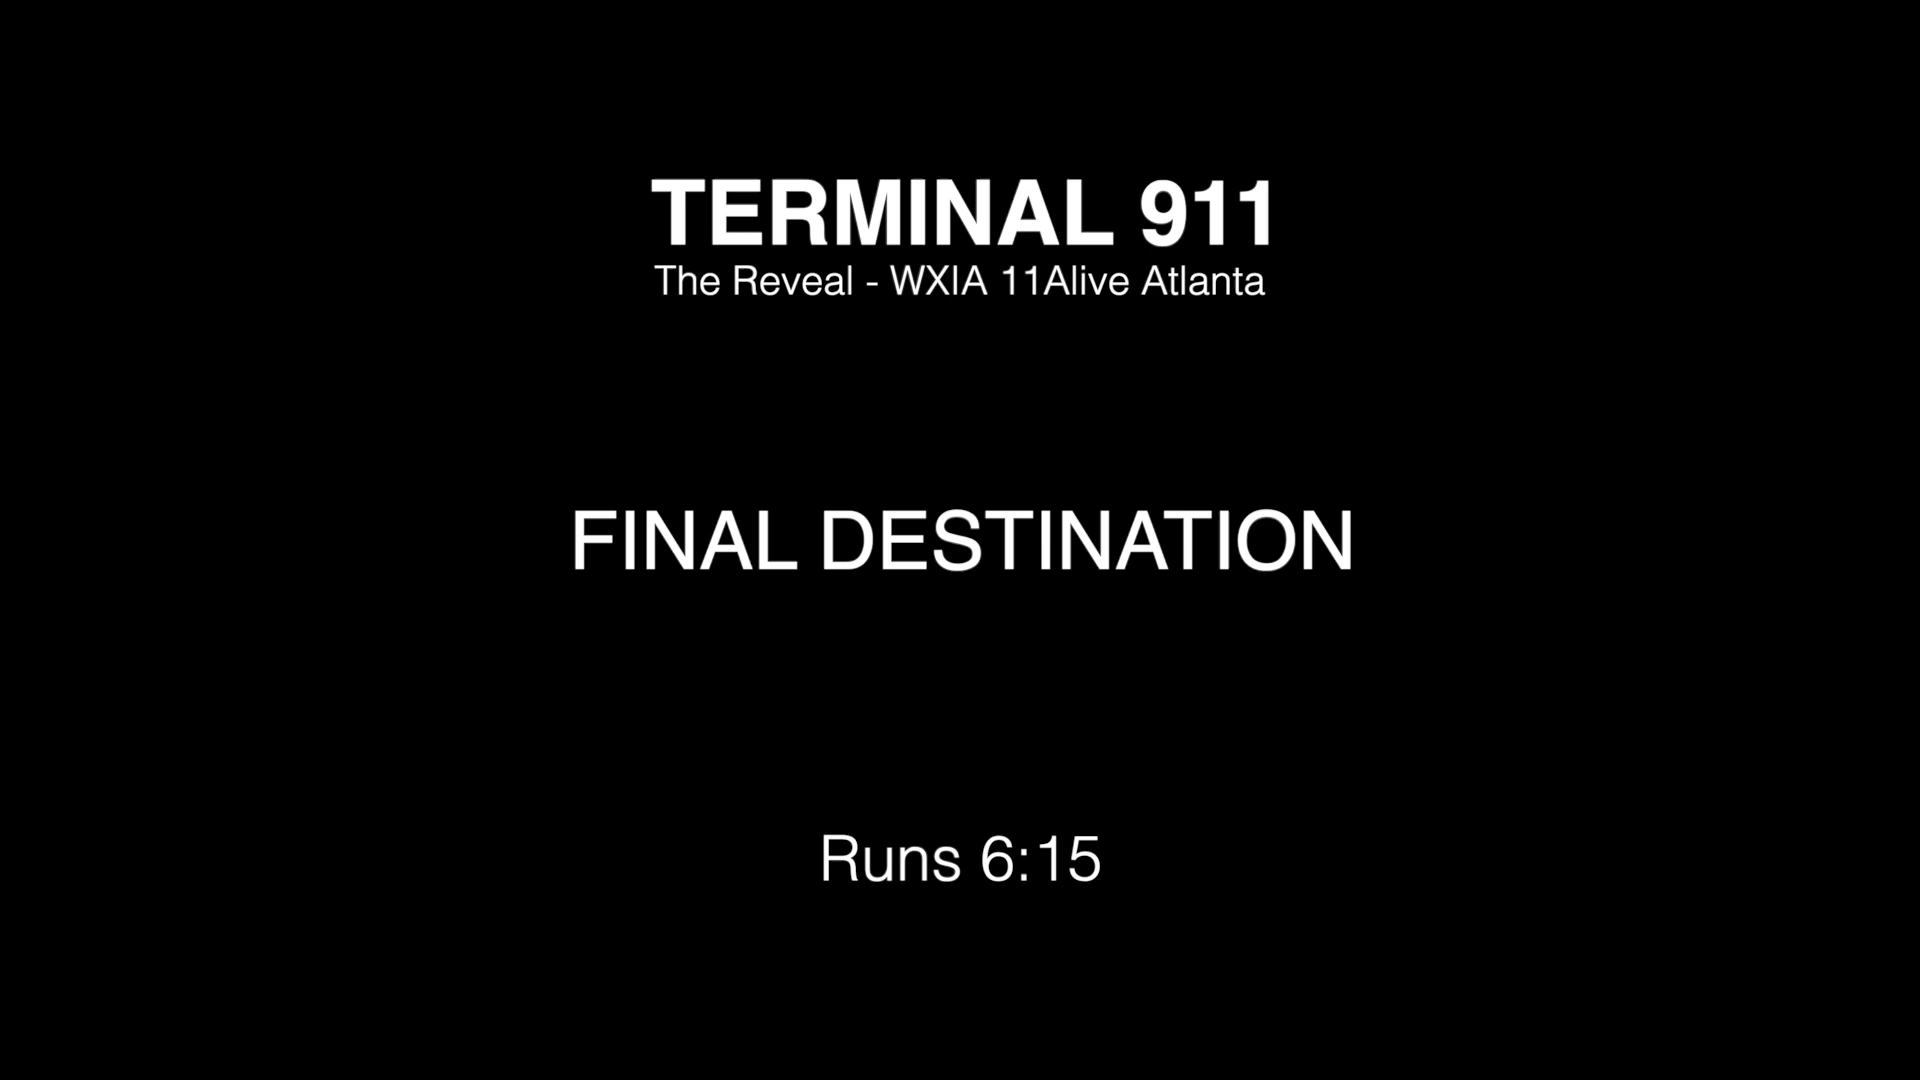 TERMINAL 911
The Reveal - WXIA 11Alive Atlanta
FINAL DESTINATION
Runs 6:15